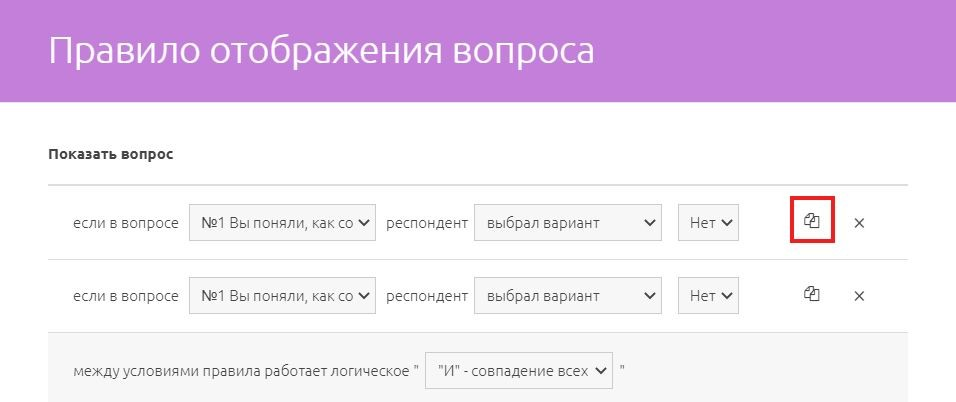 Правило отображения вопроса
Показать вопрос
если в вопросе №1 Вы поняли, как со респондент выбрал вариант Нет
если в вопросе №1 Вы поняли, как со респондент выбрал вариант Нет
между условиями правила работает логическое " "И" - совпадение всех "